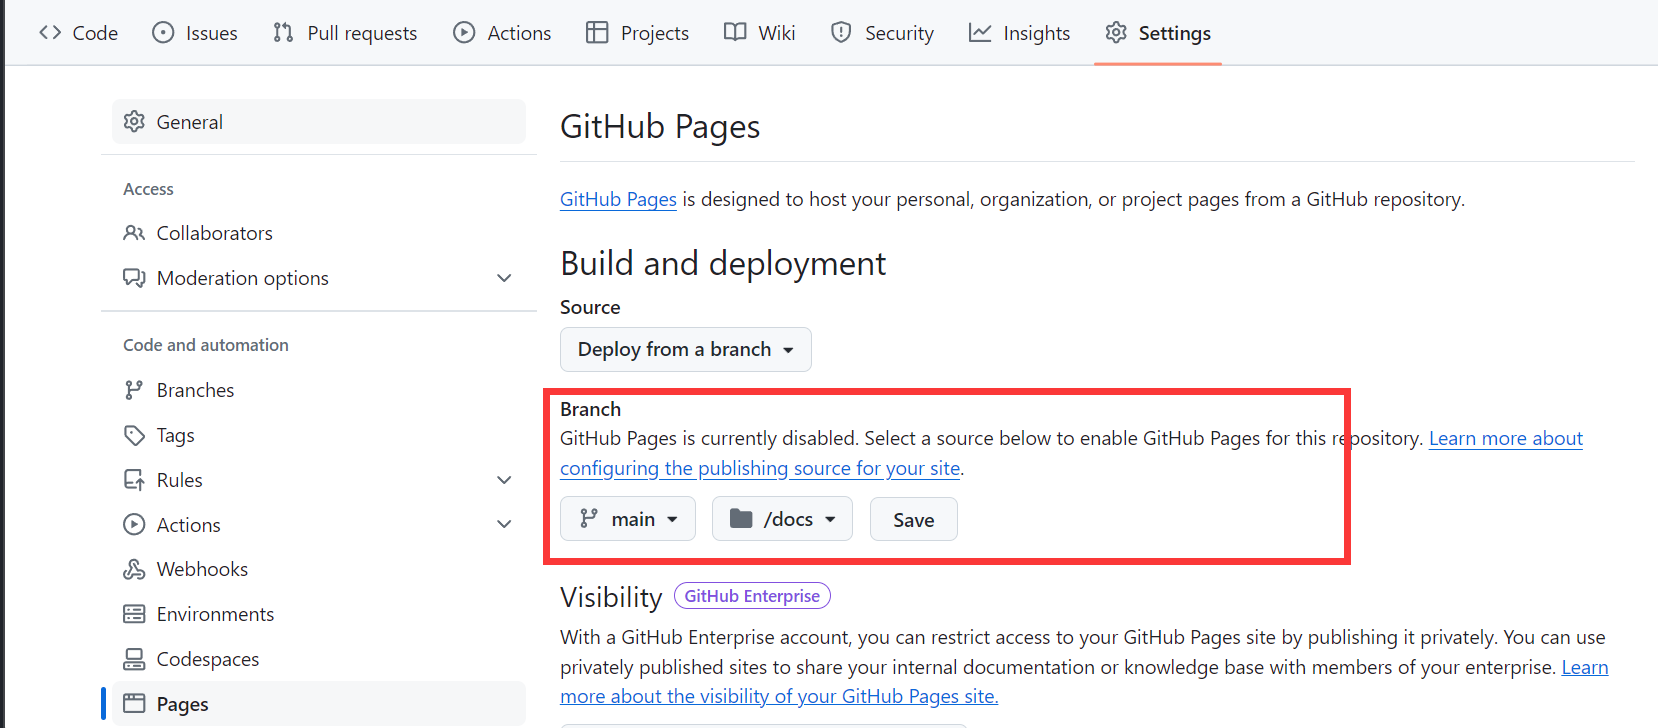 Code Issues Pull requests Actions Projects Wiki Security Insights Settings
General
Access
Collaborators
Moderation options
Code and automation
Branches
Tags
Rules
Actions
Webhooks
Environments
Codespaces
Pages
GitHub Pages
GitHub Pages is designed to host your personal, organization, or project pages from a GitHub repository.
Build and deployment
Source
Deploy from a branch
Branch
GitHub Pages is currently disabled. Select a source below to enable GitHub Pages for this repository. Learn more about
configuring the publishing source for your site.
main /docs Save
Visibility GitHub Enterprise
With a GitHub Enterprise account, you can restrict access to your GitHub Pages site by publishing it privately. You can use
privately published sites to share your internal documentation or knowledge base with members of your enterprise. Learn
more about the visibility of your GitHub Pages site.